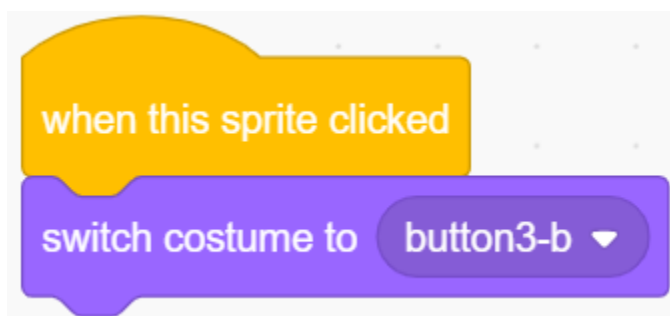 when this sprite clicked
switch costume to button3-b